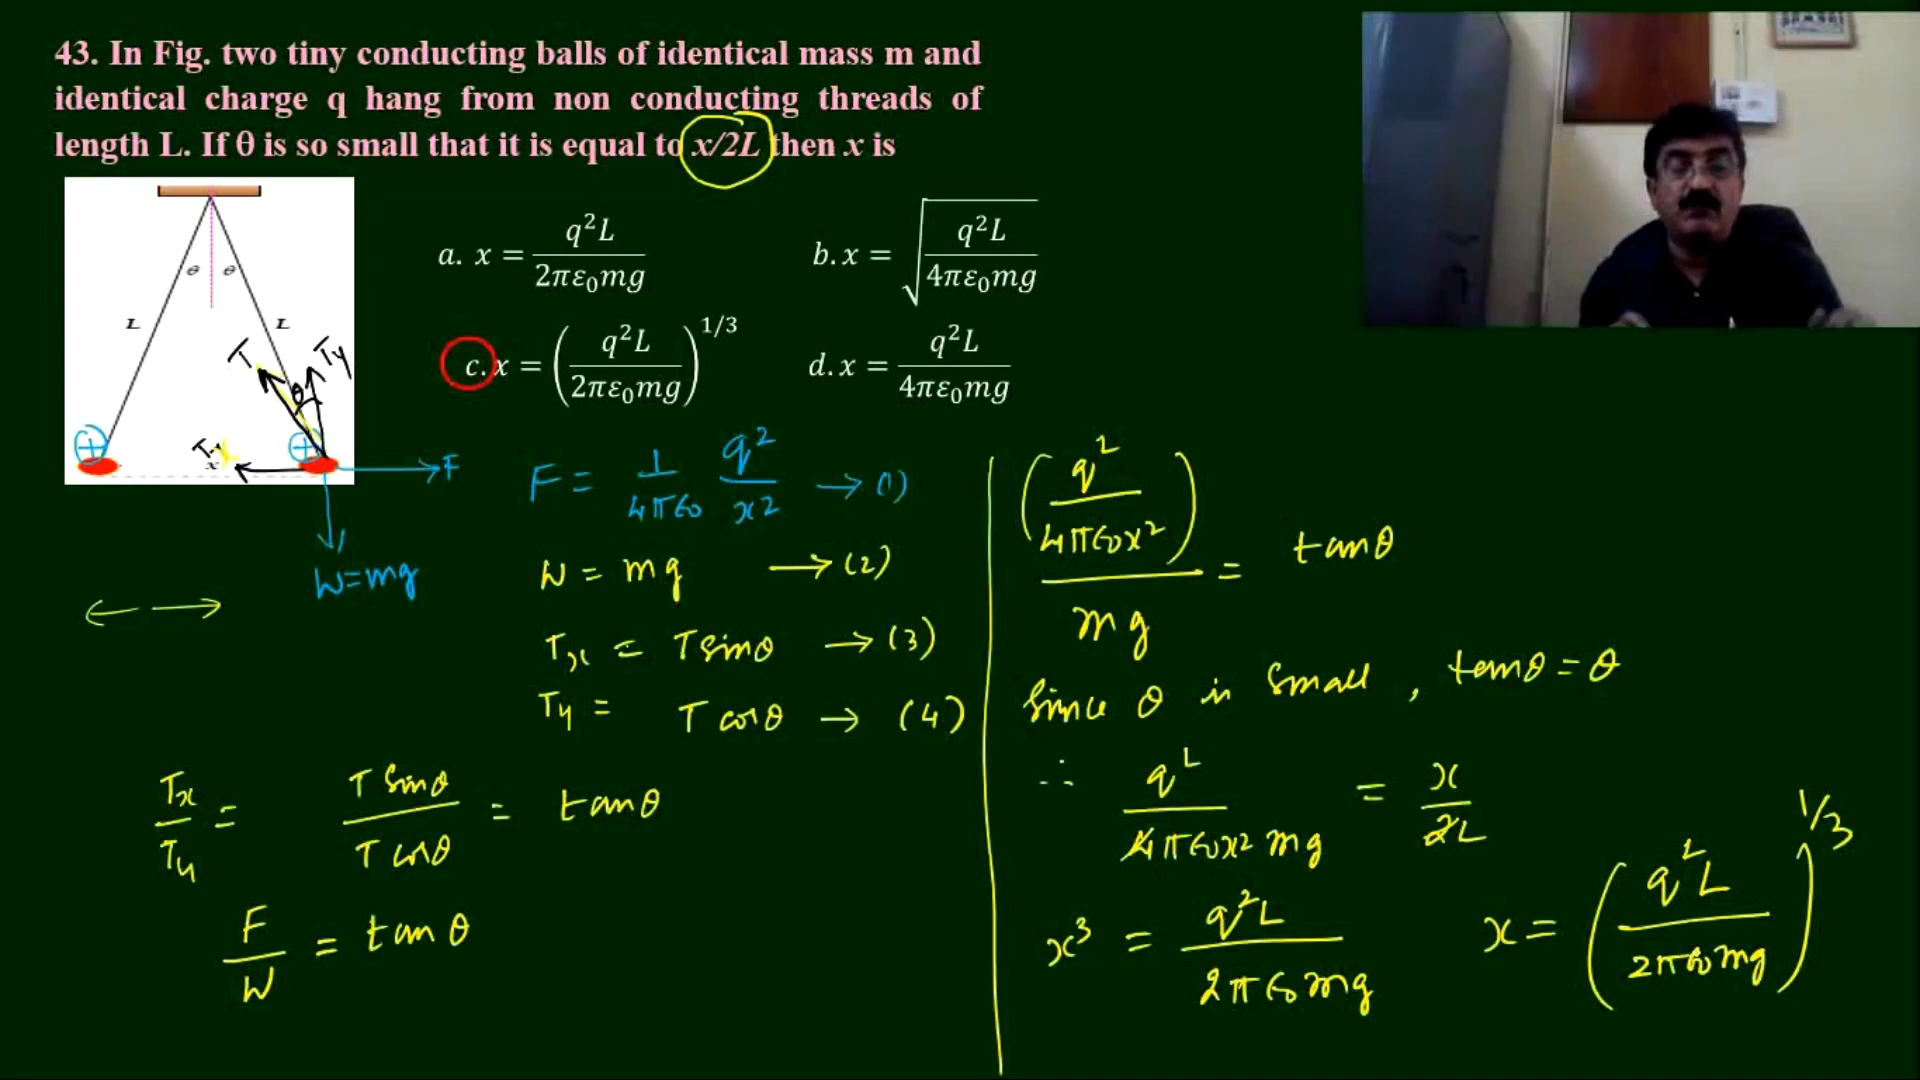 43. In Fig. two tiny conducting balls of identical mass m and
identical charge q hang from non conducting threads of
length L. If θ is so small that it is equal to x/2L then x is
a. x = q²L / 2πε₀mg
b. x = √(q²L / 4πε₀mg)
c. x = (q²L / 2πε₀mg)^1/3
d. x = q²L / 4πε₀mg
θ θ
L L
T θ Ty
Tx
x
F
W=mg
F = 1/4πε₀ q²/x² → (1)
W = mg → (2)
Tx = T sinθ → (3)
Ty = T cosθ → (4)
Tx/Ty = T sinθ / T cosθ = tanθ
F/W = tanθ
(q² / 4πε₀x²) / mg = tanθ
Since θ is small, tanθ = θ
∴ q² / 4πε₀x² mg = x/2L
x³ = q²L / 2πε₀mg
x = (q²L / 2πε₀mg)^1/3